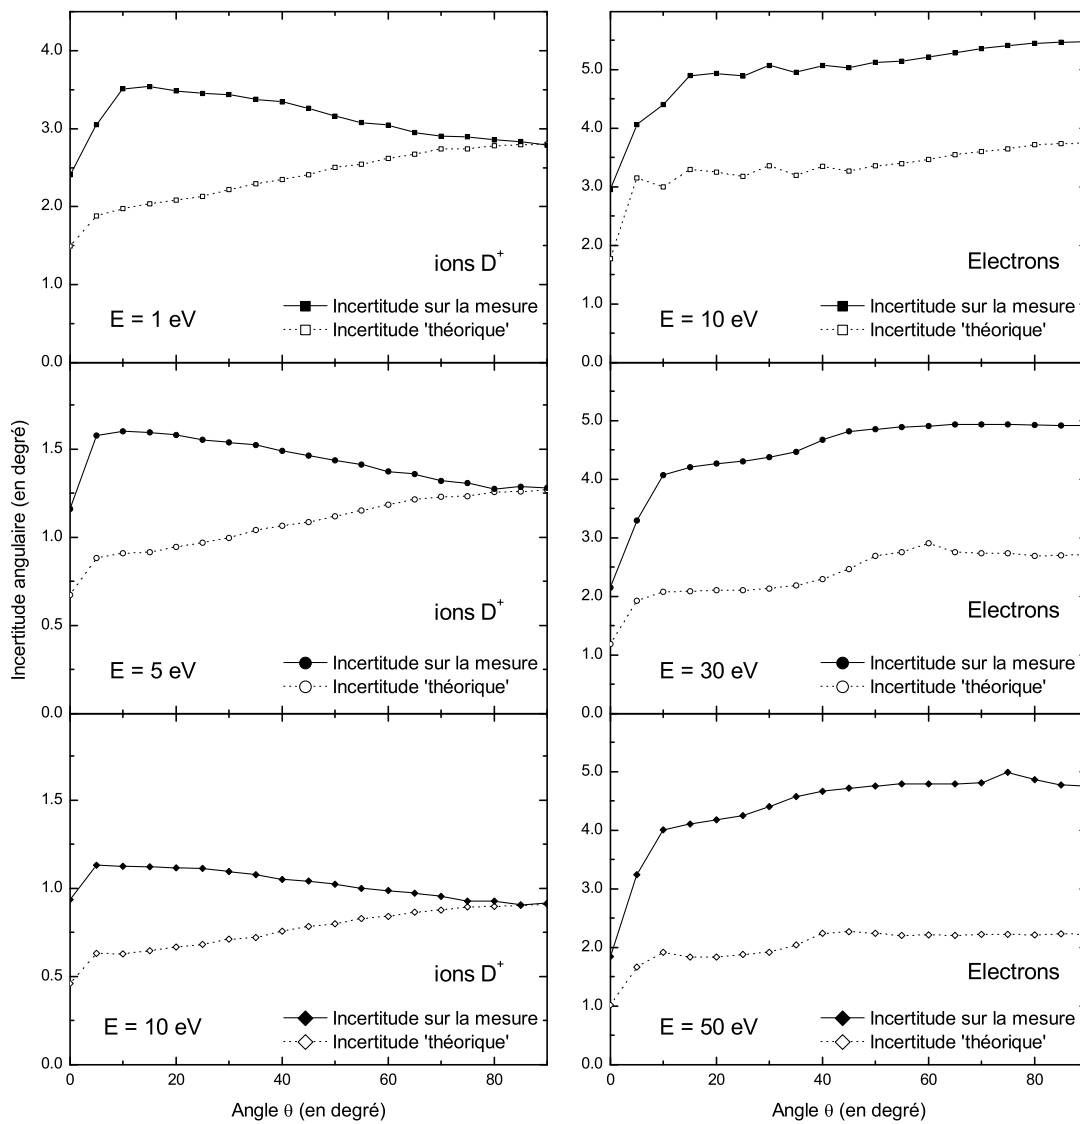 Incertitude angulaire (en degré)
4.0
3.0
2.0
1.0
0.0
ions D+
E = 1 eV
Incertitude sur la mesure
Incertitude 'théorique'
5.0
4.0
3.0
2.0
1.0
0.0
Electrons
E = 10 eV
Incertitude sur la mesure
Incertitude 'théorique'
1.5
1.0
0.5
0.0
ions D+
E = 5 eV
Incertitude sur la mesure
Incertitude 'théorique'
5.0
4.0
3.0
2.0
1.0
0.0
Electrons
E = 30 eV
Incertitude sur la mesure
Incertitude 'théorique'
1.5
1.0
0.5
0.0
ions D+
E = 10 eV
Incertitude sur la mesure
Incertitude 'théorique'
0 20 40 60 80
Angle θ (en degré)
5.0
4.0
3.0
2.0
1.0
0.0
Electrons
E = 50 eV
Incertitude sur la mesure
Incertitude 'théorique'
0 20 40 60 80
Angle θ (en degré)